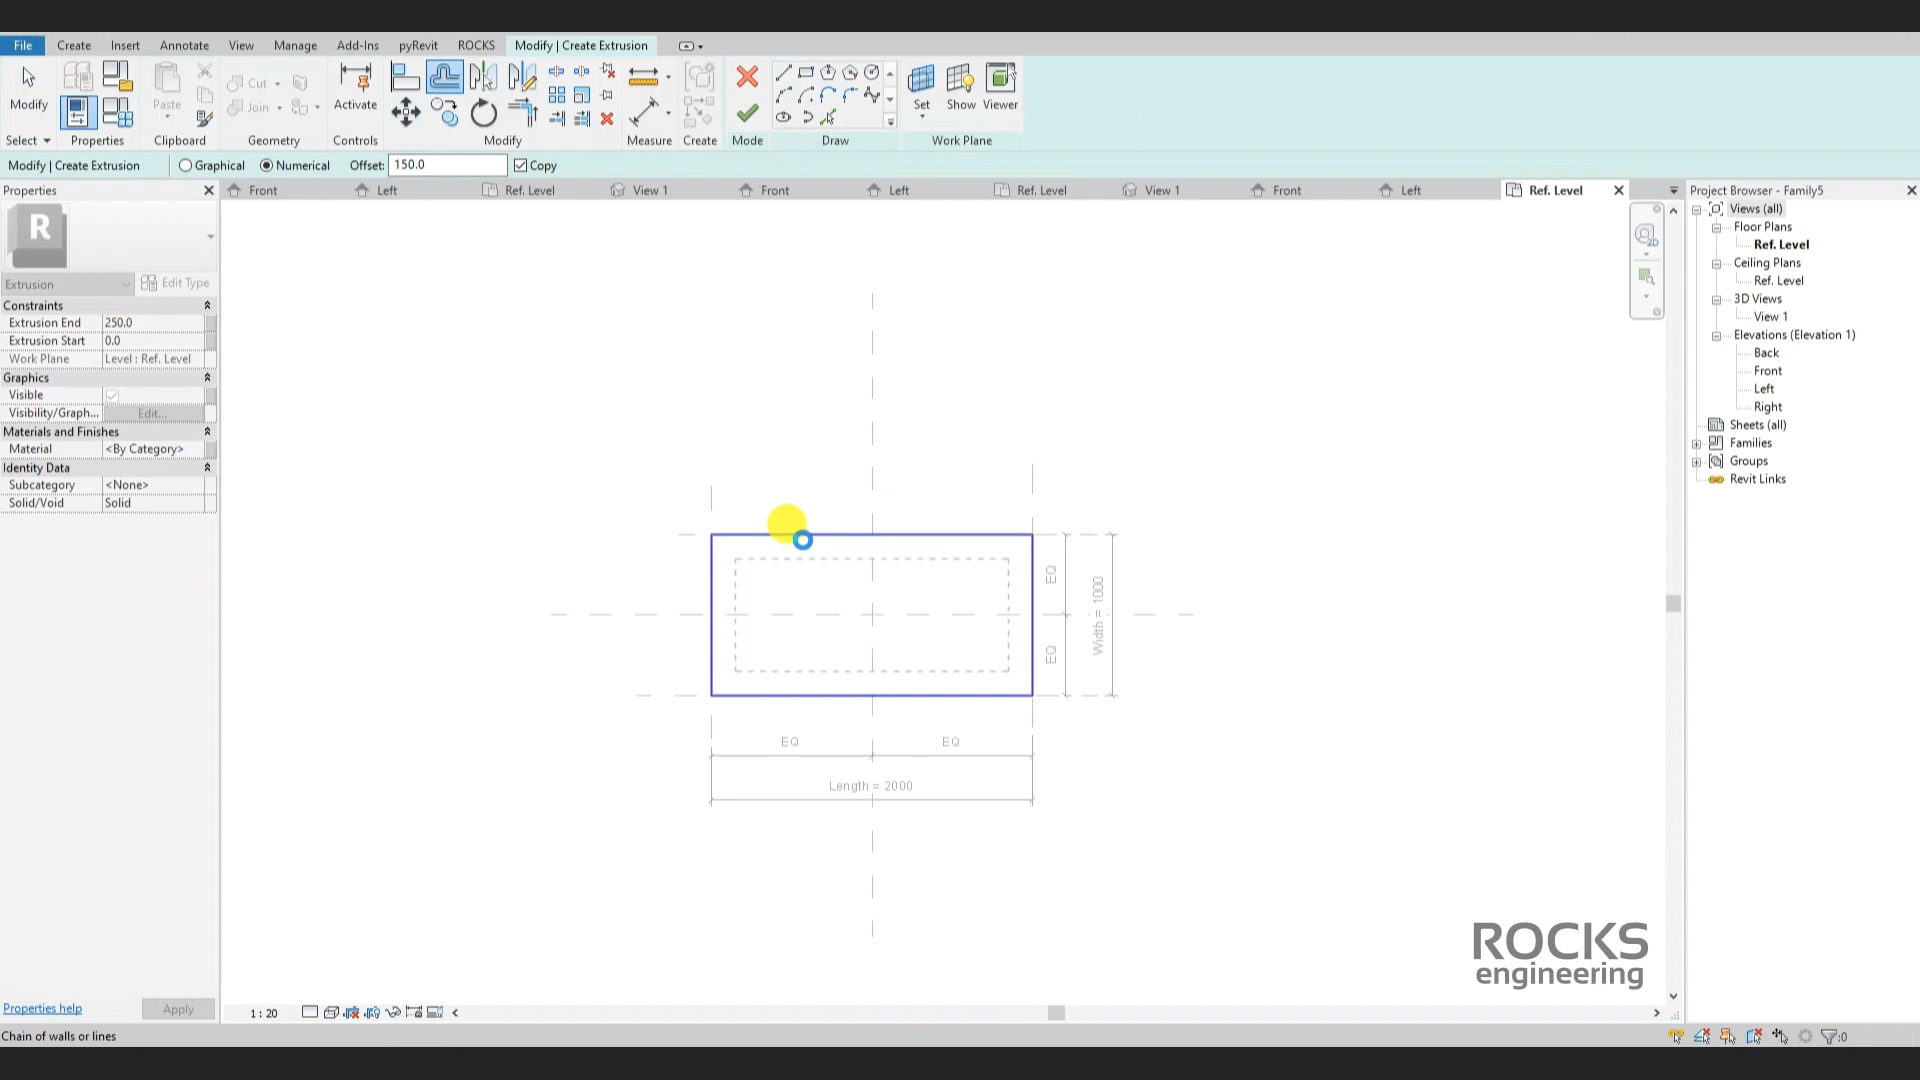 File Create Insert Annotate View Manage Add-Ins pyRevit ROCKS Modify | Create Extrusion
Modify Paste Cut Join Activate Set Show Viewer
Select Properties Clipboard Geometry Controls Modify Measure Create Mode Draw Work Plane
Modify | Create Extrusion Graphical Numerical Offset: 150.0 Copy
Properties
Front Left Ref. Level View 1 Front Left Ref. Level View 1 Front Left Ref. Level
Project Browser - Family5
R
Extrusion Edit Type
Constraints
Extrusion End 250.0
Extrusion Start 0.0
Work Plane Level : Ref. Level
Graphics
Visible
Visibility/Graph... Edit...
Materials and Finishes
Material <By Category>
Identity Data
Subcategory <None>
Solid/Void Solid
2D
Views (all)
Floor Plans
Ref. Level
Ceiling Plans
Ref. Level
3D Views
View 1
Elevations (Elevation 1)
Back
Front
Left
Right
Sheets (all)
Families
Groups
Revit Links
EQ
EQ
Width = 1000
EQ EQ
Length = 2000
ROCKS
engineering
Properties help Apply
1 : 20
Chain of walls or lines
:0